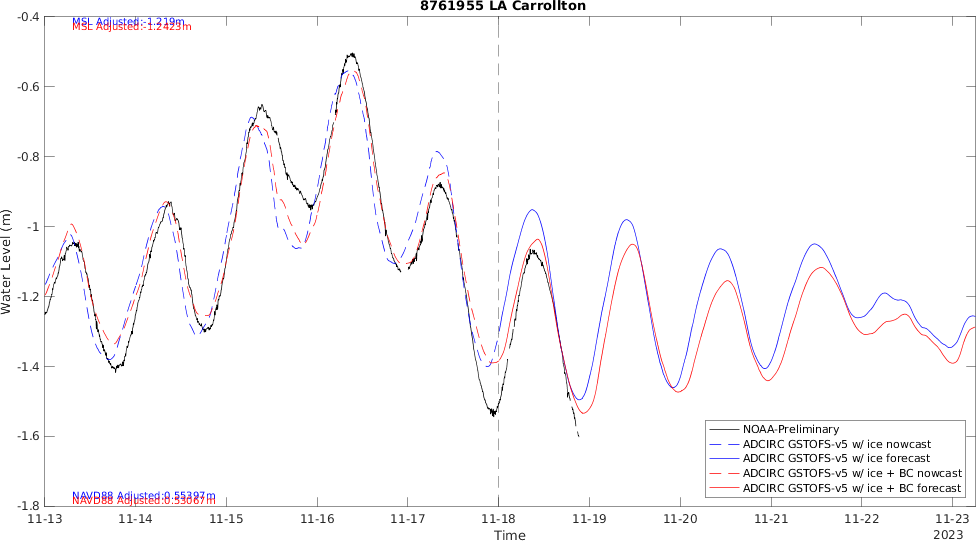 8761955 LA Carrollton
MSL Adjusted:-1.219m
MSL Adjusted:-1.2423m
-0.4
-0.6
-0.8
-1
-1.2
-1.4
-1.6
-1.8
Water Level (m)
NAVD88 Adjusted:0.55397m
NAVD88 Adjusted:0.53067m
NOAA-Preliminary
ADCIRC GSTOFS-v5 w/ ice nowcast
ADCIRC GSTOFS-v5 w/ ice forecast
ADCIRC GSTOFS-v5 w/ ice + BC nowcast
ADCIRC GSTOFS-v5 w/ ice + BC forecast
11-13 11-14 11-15 11-16 11-17 11-18 11-19 11-20 11-21 11-22 11-23
Time
2023